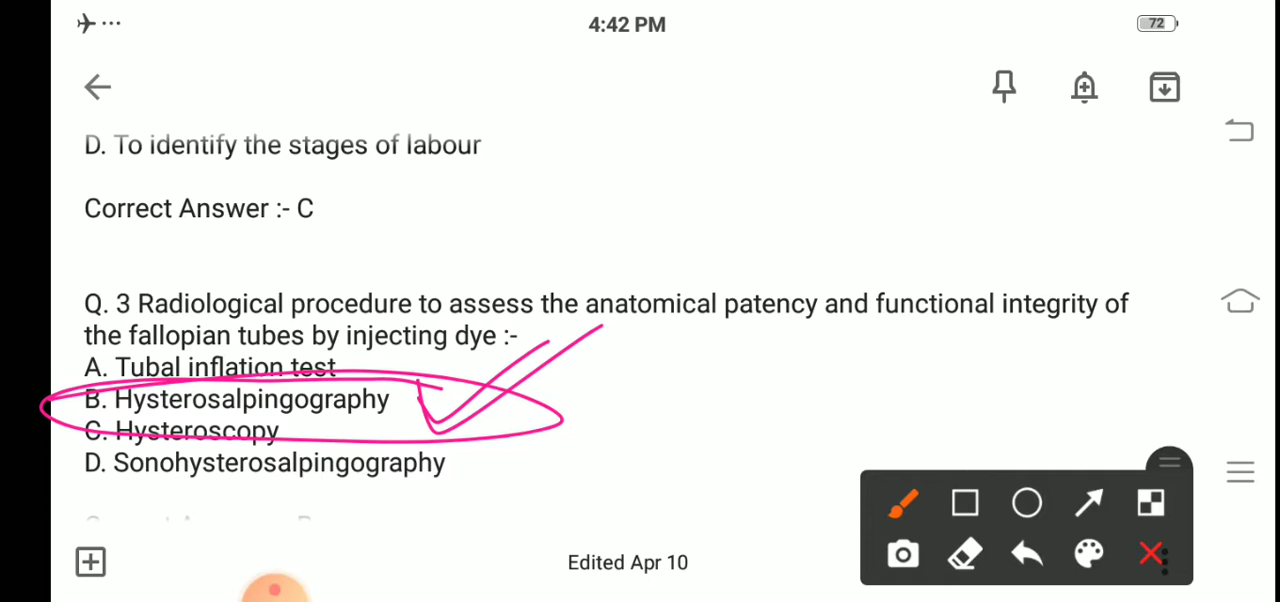 4:42 PM
72
D. To identify the stages of labour
Correct Answer :- C
Q. 3 Radiological procedure to assess the anatomical patency and functional integrity of
the fallopian tubes by injecting dye :-
A. Tubal inflation test
B. Hysterosalpingography
C. Hysteroscopy
D. Sonohysterosalpingography
Edited Apr 10